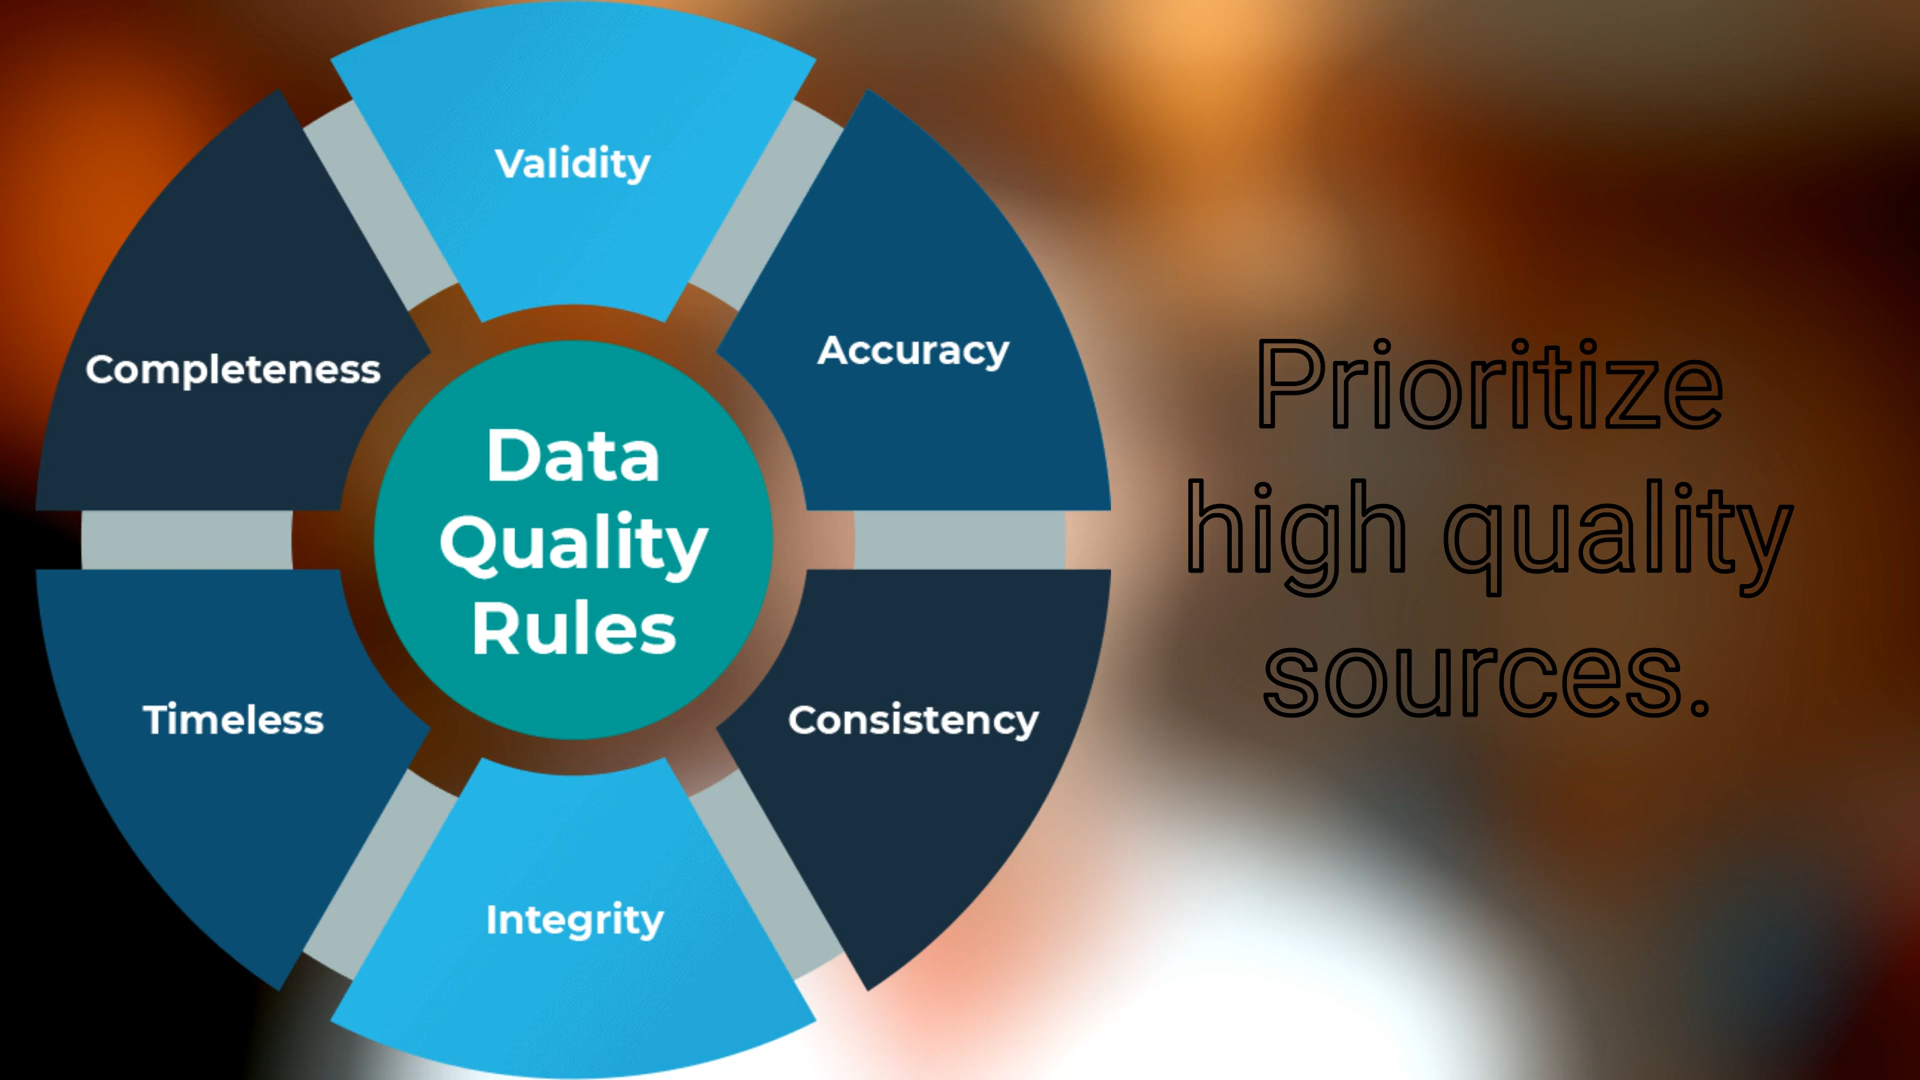 Validity
Accuracy
Completeness
Data
Quality
Rules
Timeless
Consistency
Integrity
Prioritize
high quality
sources.